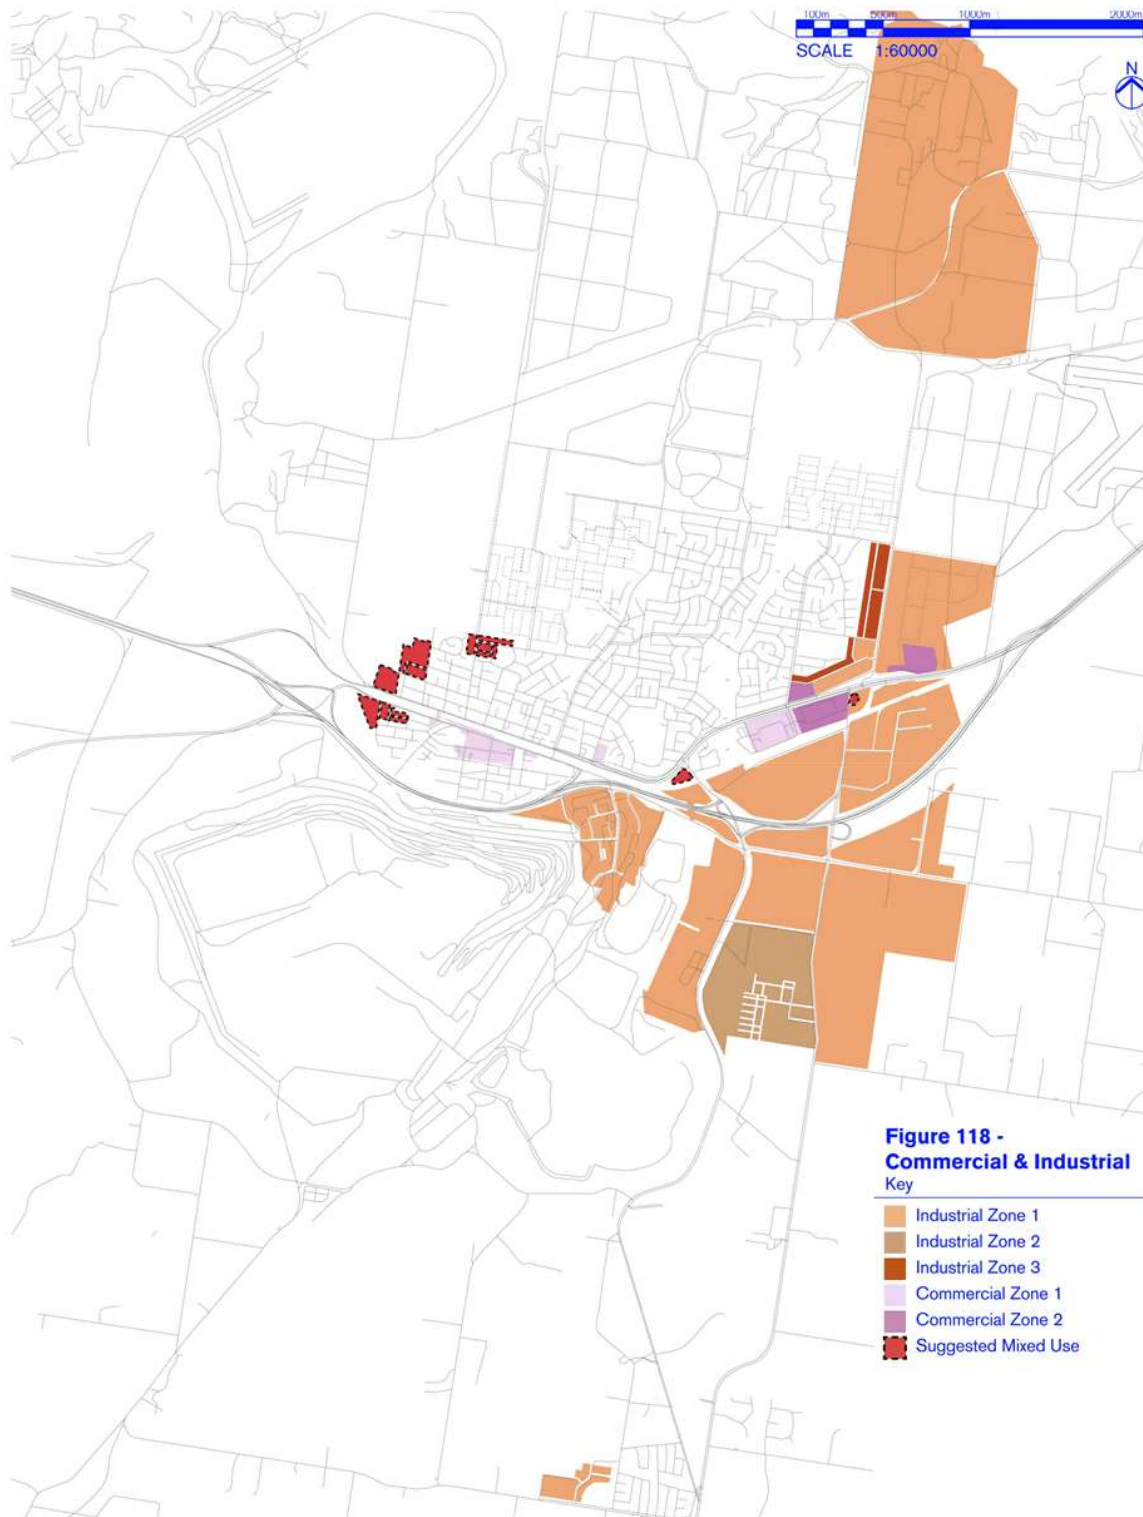 100m 500m 1000m 2000m
SCALE 1:60000
N
Figure 118 -
Commercial & Industrial
Key
Industrial Zone 1
Industrial Zone 2
Industrial Zone 3
Commercial Zone 1
Commercial Zone 2
Suggested Mixed Use